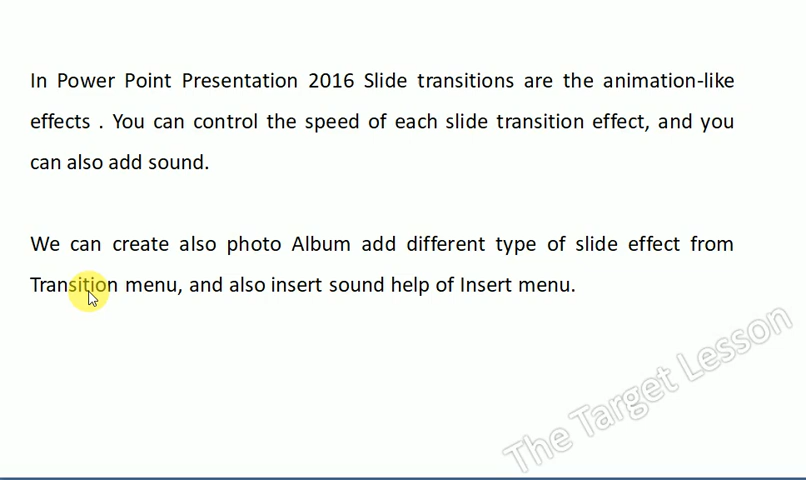 In Power Point Presentation 2016 Slide transitions are the animation-like
effects . You can control the speed of each slide transition effect, and you
can also add sound.
We can create also photo Album add different type of slide effect from
Transition menu, and also insert sound help of Insert menu.
The Target Lesson